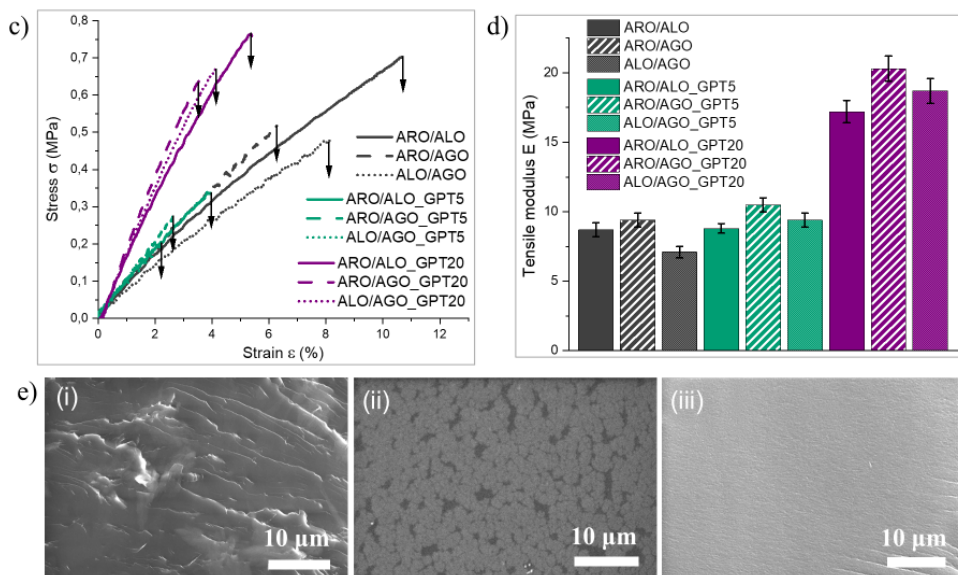 c)
0,8
0,7
0,6
0,5
0,4
0,3
0,2
0,1
0,0
Stress σ (MPa)
ARO/ALO
ARO/AGO
ALO/AGO
ARO/ALO_GPT5
ARO/AGO_GPT5
ALO/AGO_GPT5
ARO/ALO_GPT20
ARO/AGO_GPT20
ALO/AGO_GPT20
0 2 4 6 8 10
Strain ε (%)
d)
20
15
10
5
0
Tensile modulus E (MPa)
ARO/ALO
ARO/AGO
ALO/AGO
ARO/ALO_GPT5
ARO/AGO_GPT5
ALO/AGO_GPT5
ARO/ALO_GPT20
ARO/AGO_GPT20
ALO/AGO_GPT20
e)
(i)
10 μm
(ii)
10 μm
(iii)
10 μm